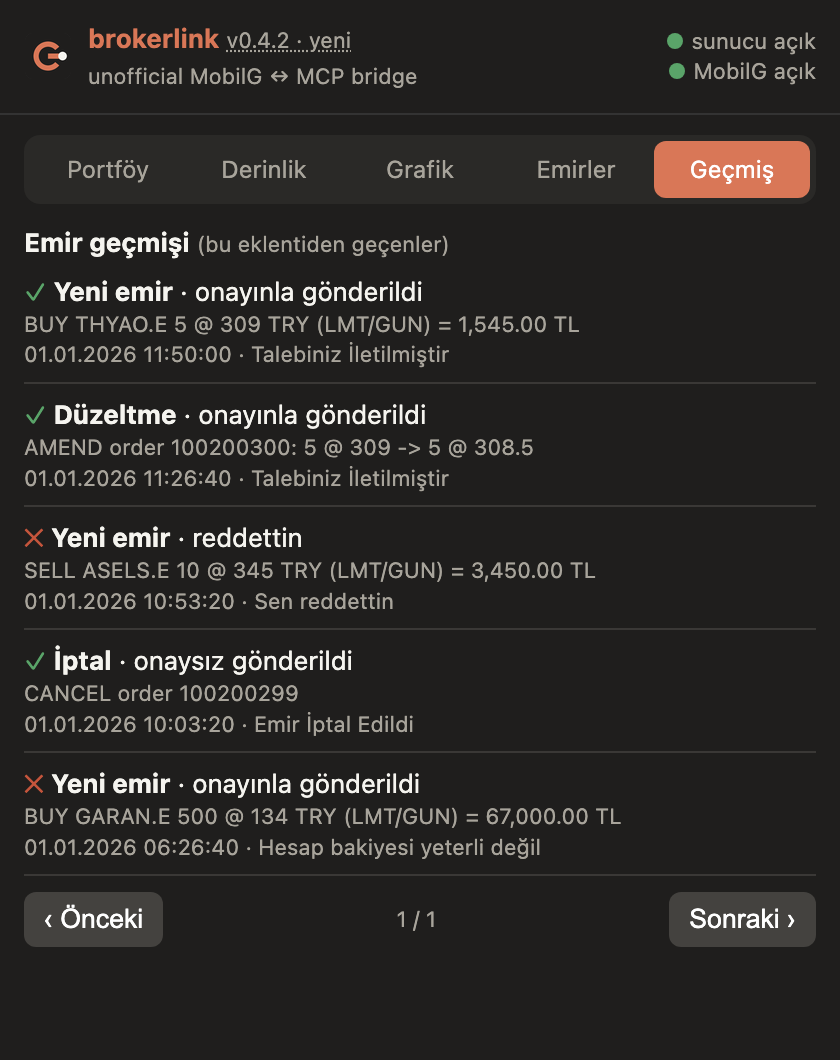 brokerlink v0.4.2 · yeni
unofficial MobilG ↔ MCP bridge
sunucu açık
MobilG açık
Portföy Derinlik Grafik Emirler Geçmiş
Emir geçmişi (bu eklentiden geçenler)
✓ Yeni emir · onayınla gönderildi
BUY THYAO.E 5 @ 309 TRY (LMT/GUN) = 1,545.00 TL
01.01.2026 11:50:00 · Talebiniz İletilmiştir
✓ Düzeltme · onayınla gönderildi
AMEND order 100200300: 5 @ 309 -> 5 @ 308.5
01.01.2026 11:26:40 · Talebiniz İletilmiştir
✕ Yeni emir · reddettin
SELL ASELS.E 10 @ 345 TRY (LMT/GUN) = 3,450.00 TL
01.01.2026 10:53:20 · Sen reddettin
✓ İptal · onaysız gönderildi
CANCEL order 100200299
01.01.2026 10:03:20 · Emir İptal Edildi
✕ Yeni emir · onayınla gönderildi
BUY GARAN.E 500 @ 134 TRY (LMT/GUN) = 67,000.00 TL
01.01.2026 06:26:40 · Hesap bakiyesi yeterli değil
‹ Önceki 1 / 1 Sonraki ›